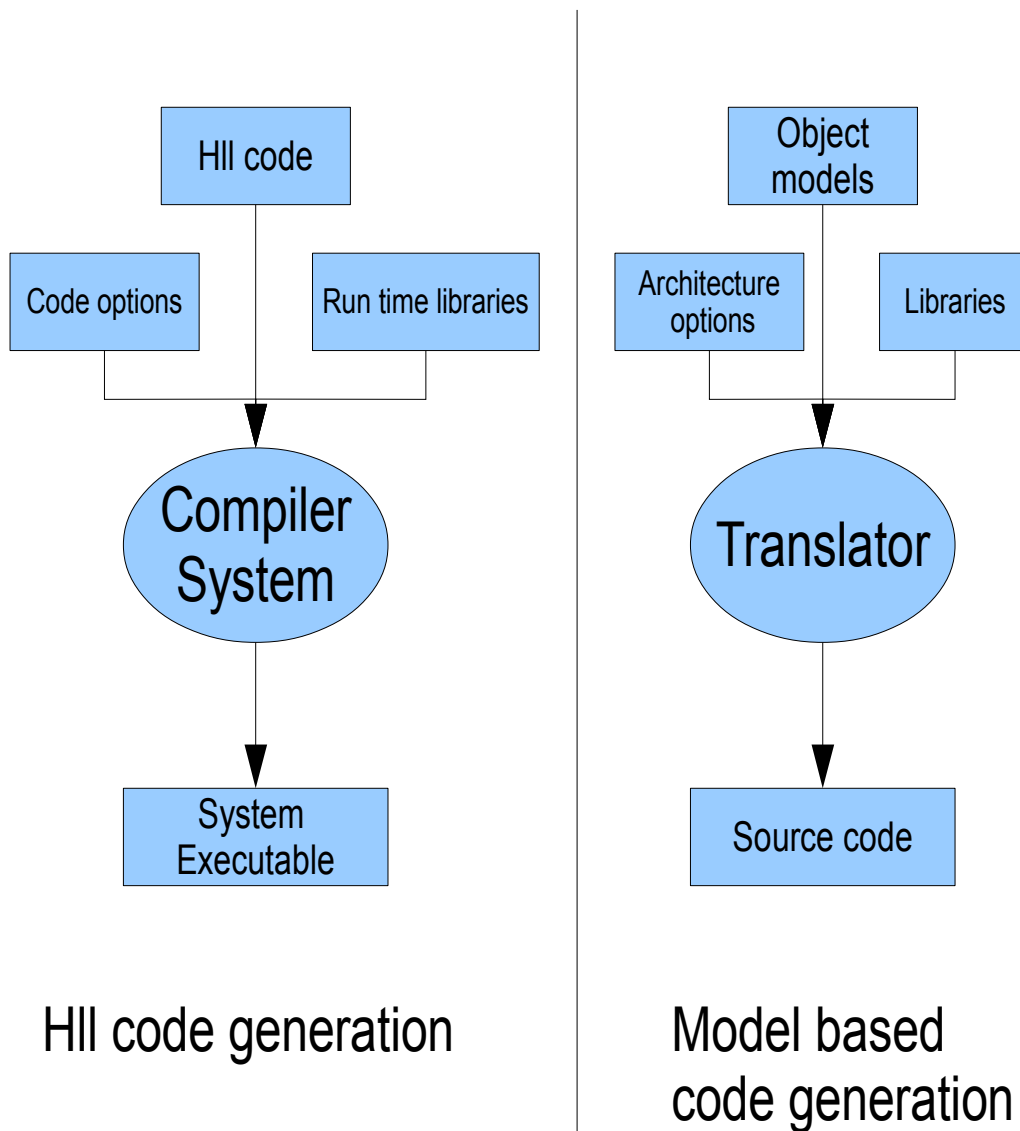 Hll code
Code options
Run time libraries
Compiler
System
System
Executable
Hll code generation
Object
models
Architecture
options
Libraries
Translator
Source code
Model based
code generation